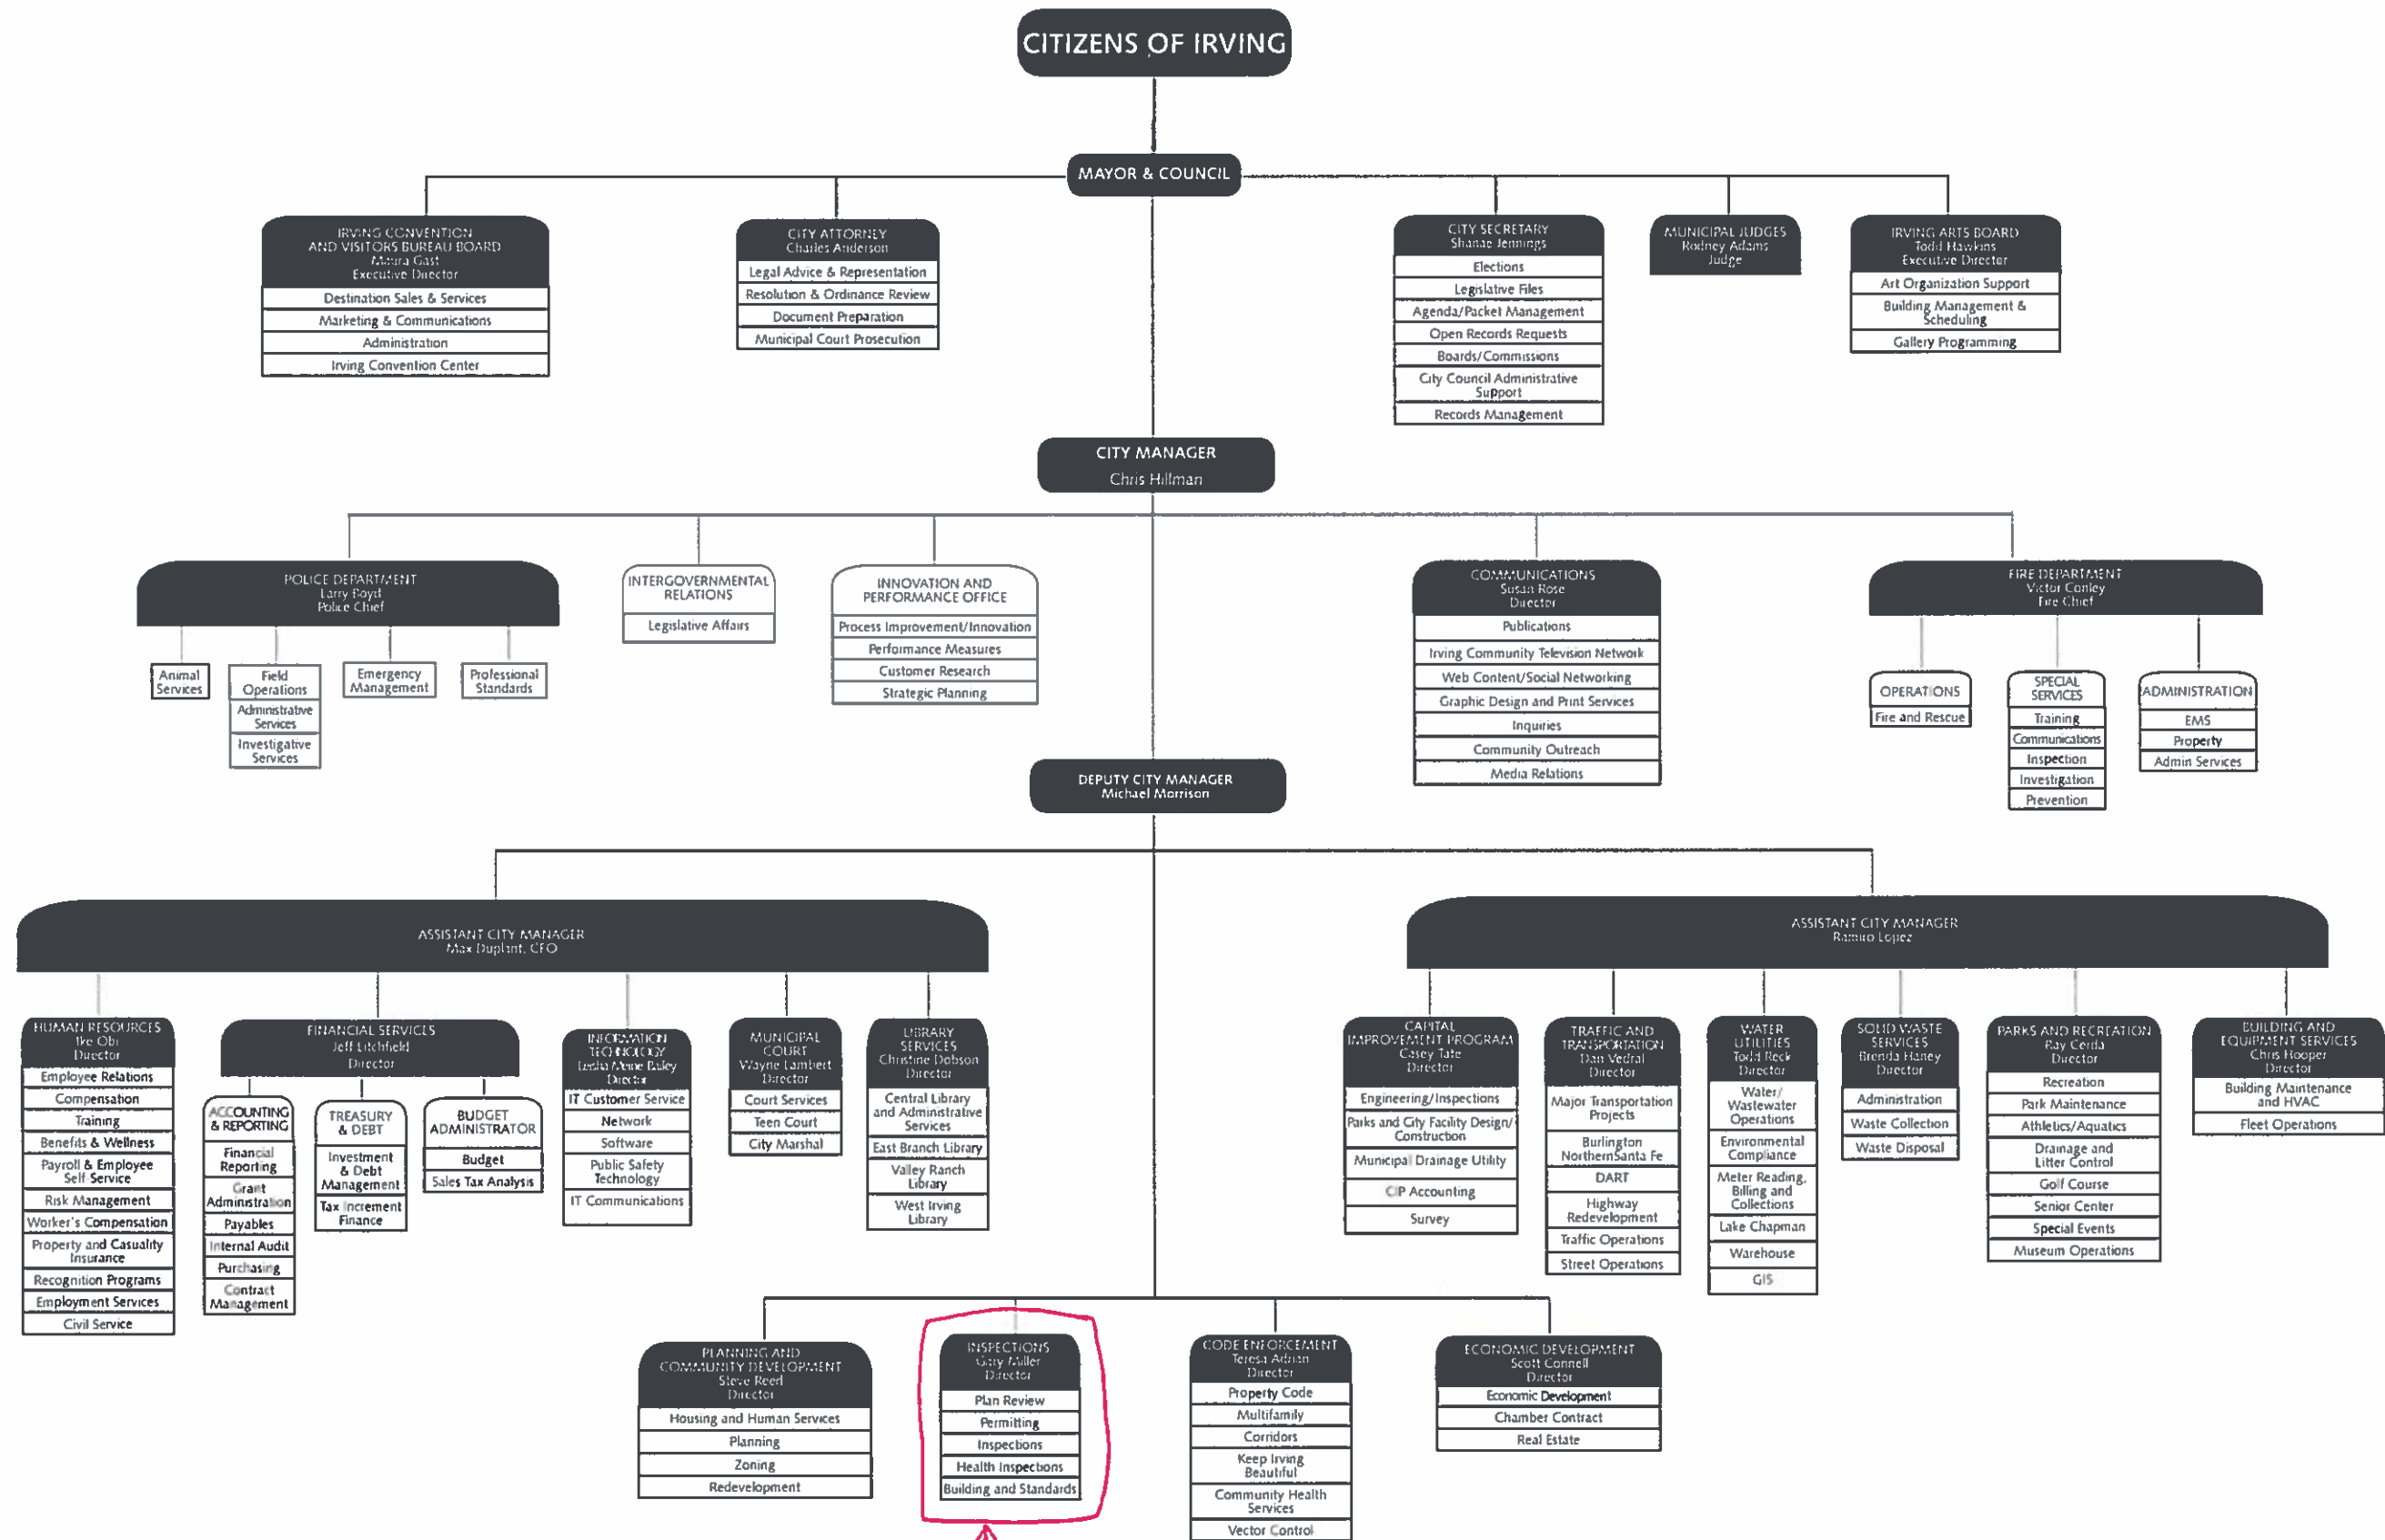 CITIZENS OF IRVING
MAYOR & COUNCIL
IRVING CONVENTION
AND VISITORS BUREAU BOARD
Maura Gast
Executive Director
Destination Sales & Services
Marketing & Communications
Administration
Irving Convention Center
CITY ATTORNEY
Charles Anderson
Legal Advice & Representation
Resolution & Ordinance Review
Document Preparation
Municipal Court Prosecution
CITY SECRETARY
Shanae Jennings
Elections
Legislative Files
Agenda/Packet Management
Open Records Requests
Boards/Commissions
City Council Administrative
Support
Records Management
MUNICIPAL JUDGES
Rodney Adams
Judge
IRVING ARTS BOARD
Todd Hawkins
Executive Director
Art Organization Support
Building Management &
Scheduling
Gallery Programming
CITY MANAGER
Chris Hillman
POLICE DEPARTMENT
Larry Boyd
Police Chief
Animal
Services
Field
Operations
Administrative
Services
Investigative
Services
Emergency
Management
Professional
Standards
INTERGOVERNMENTAL
RELATIONS
Legislative Affairs
INNOVATION AND
PERFORMANCE OFFICE
Process Improvement/Innovation
Performance Measures
Customer Research
Strategic Planning
COMMUNICATIONS
Susan Rose
Director
Publications
Irving Community Television Network
Web Content/Social Networking
Graphic Design and Print Services
Inquiries
Community Outreach
Media Relations
FIRE DEPARTMENT
Victor Conley
Fire Chief
OPERATIONS
Fire and Rescue
SPECIAL
SERVICES
Training
Communications
Inspection
Investigation
Prevention
ADMINISTRATION
EMS
Property
Admin Services
DEPUTY CITY MANAGER
Michael Morrison
ASSISTANT CITY MANAGER
Max Duplant, CFO
HUMAN RESOURCES
Ike Obi
Director
Employee Relations
Compensation
Training
Benefits & Wellness
Payroll & Employee
Self-Service
Risk Management
Worker's Compensation
Property and Casuality
Insurance
Recognition Programs
Employment Services
Civil Service
FINANCIAL SERVICES
Jeff Litchfield
Director
ACCOUNTING
& REPORTING
Financial
Reporting
Grant
Administration
Payables
Internal Audit
Purchasing
Contract
Management
TREASURY
& DEBT
Investment
& Debt
Management
Tax Increment
Finance
BUDGET
ADMINISTRATOR
Budget
Sales Tax Analysis
INFORMATION
TECHNOLOGY
Bailey
Director
IT Customer Service
Network
Software
Public Safety
Technology
IT Communications
MUNICIPAL
COURT
Wayne Lambert
Director
Court Services
Teen Court
City Marshal
LIBRARY
SERVICES
Christine Dobson
Director
Central Library
and Administrative
Services
East Branch Library
Valley Ranch
Library
West Irving
Library
ASSISTANT CITY MANAGER
Ramiro Lopez
CAPITAL
IMPROVEMENT PROGRAM
Casey Tate
Director
Engineering/Inspections
Parks and City Facility Design/
Construction
Municipal Drainage Utility
CIP Accounting
Survey
TRAFFIC AND
TRANSPORTATION
Dan Vedral
Director
Major Transportation
Projects
Burlington
NorthernSanta Fe
DART
Highway
Redevelopment
Traffic Operations
Street Operations
WATER
UTILITIES
Todd Reck
Director
Water/
Wastewater
Operations
Environmental
Compliance
Meter Reading,
Billing and
Collections
Lake Chapman
Warehouse
GIS
SOLID WASTE
SERVICES
Brenda Haney
Director
Administration
Waste Collection
Waste Disposal
PARKS AND RECREATION
Ray Cerda
Director
Recreation
Park Maintenance
Athletics/Aquatics
Drainage and
Litter Control
Golf Course
Senior Center
Special Events
Museum Operations
BUILDING AND
EQUIPMENT SERVICES
Chris Hooper
Director
Building Maintenance
and HVAC
Fleet Operations
PLANNING AND
COMMUNITY DEVELOPMENT
Steve Reed
Director
Housing and Human Services
Planning
Zoning
Redevelopment
INSPECTIONS
Gary Miller
Director
Plan Review
Permitting
Inspections
Health Inspections
Building and Standards
CODE ENFORCEMENT
Teresa Adrian
Director
Property Code
Multifamily
Corridors
Keep Irving
Beautiful
Community Health
Services
Vector Control
ECONOMIC DEVELOPMENT
Scott Connell
Director
Economic Development
Chamber Contract
Real Estate